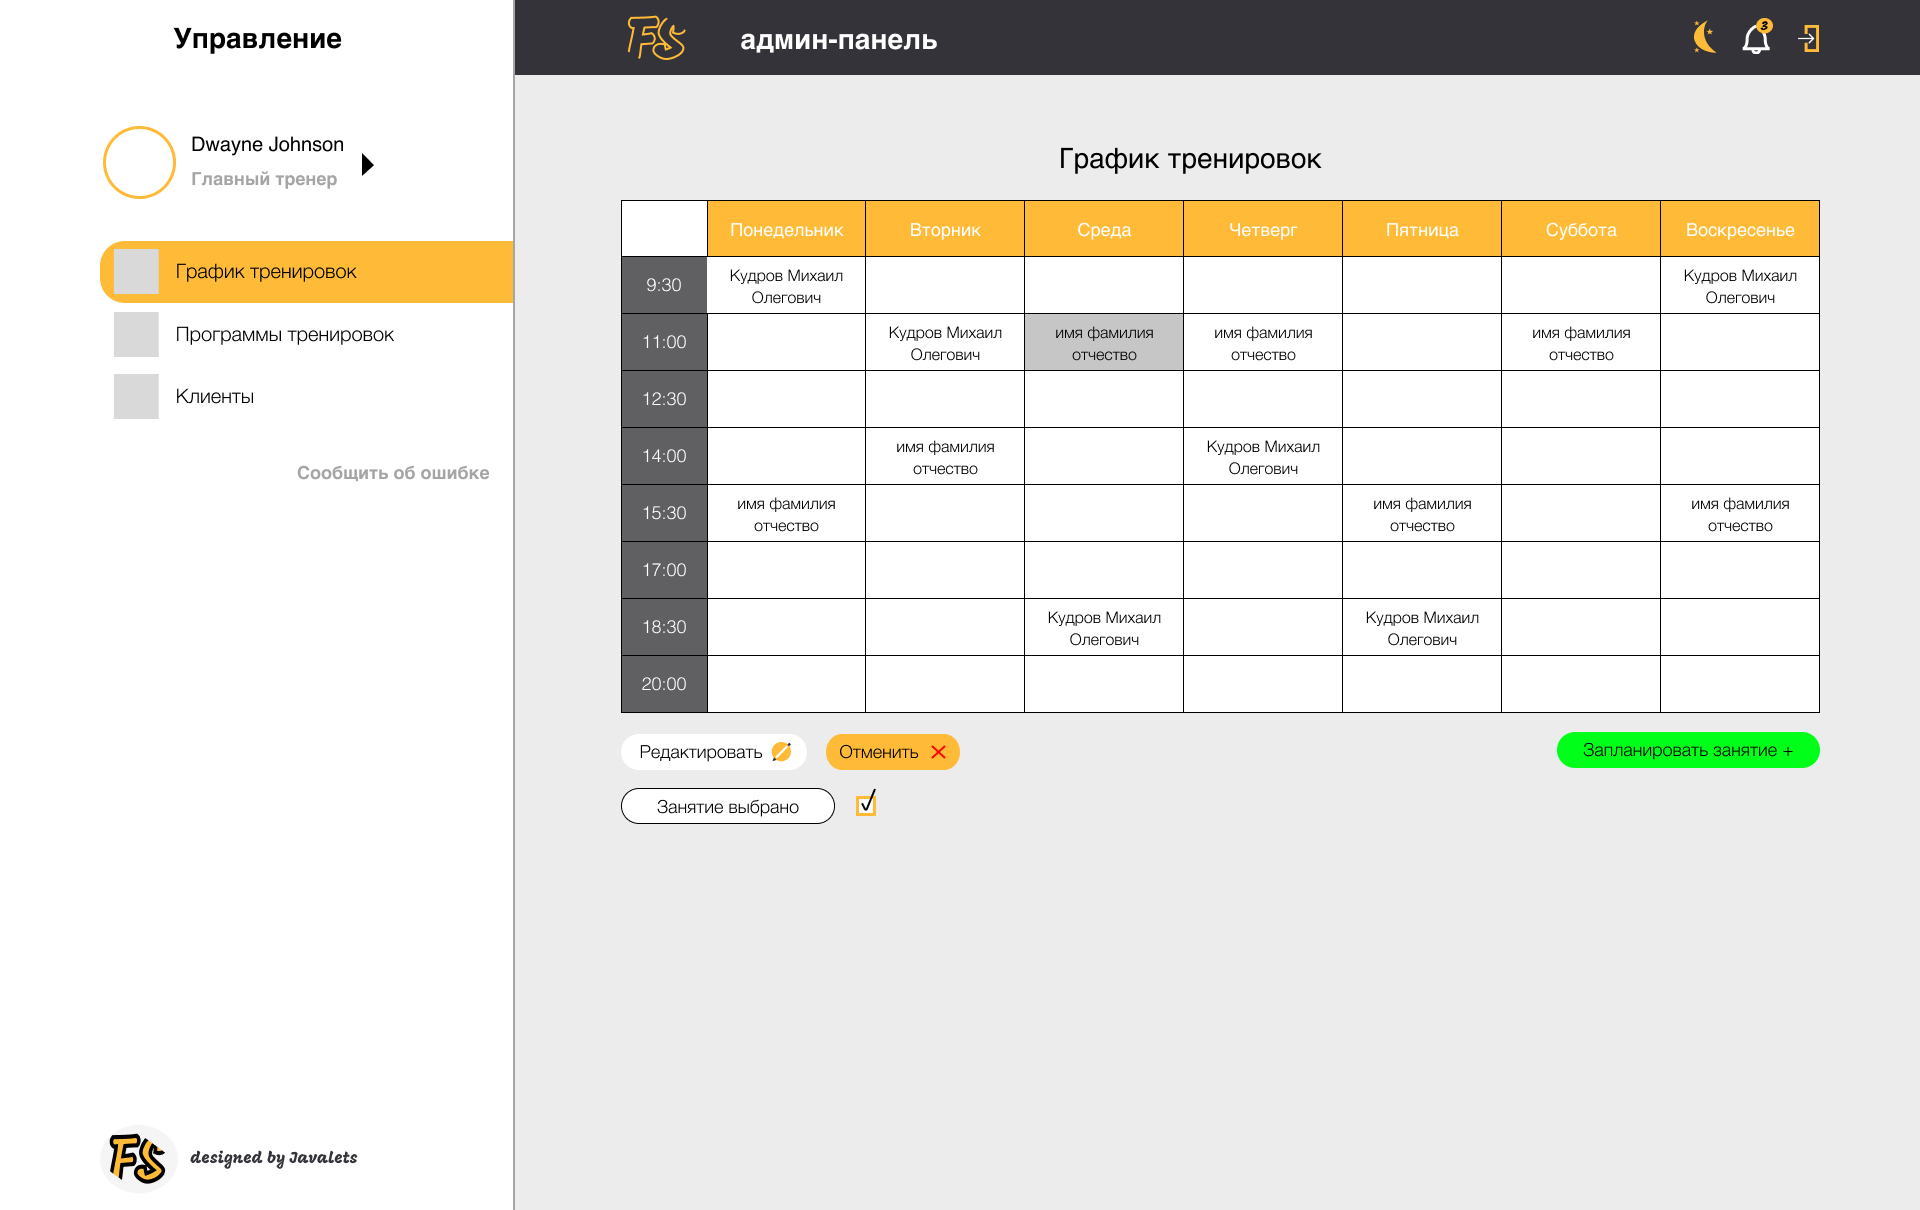 Управление
FS
админ-панель
3
Dwayne Johnson
Главный тренер
График тренировок
Программы тренировок
Клиенты
Сообщить об ошибке
График тренировок
Понедельник Вторник Среда Четверг Пятница Суббота Воскресенье
9:30
Кудров Михаил
Олегович
Кудров Михаил
Олегович
11:00
Кудров Михаил
Олегович
имя фамилия
отчество
имя фамилия
отчество
имя фамилия
отчество
12:30
14:00
имя фамилия
отчество
Кудров Михаил
Олегович
15:30
имя фамилия
отчество
имя фамилия
отчество
имя фамилия
отчество
17:00
18:30
Кудров Михаил
Олегович
Кудров Михаил
Олегович
20:00
Редактировать
Отменить
Запланировать занятие +
Занятие выбрано
FS
designed by Javalets